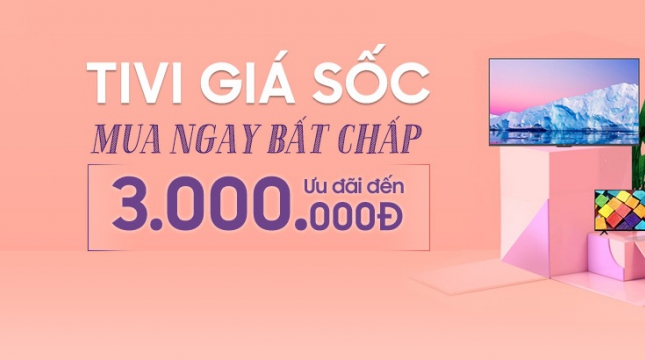 TIVI GIÁ SỐC
MUA NGAY BẤT CHẤP
Ưu đãi đến
3.000.000Đ